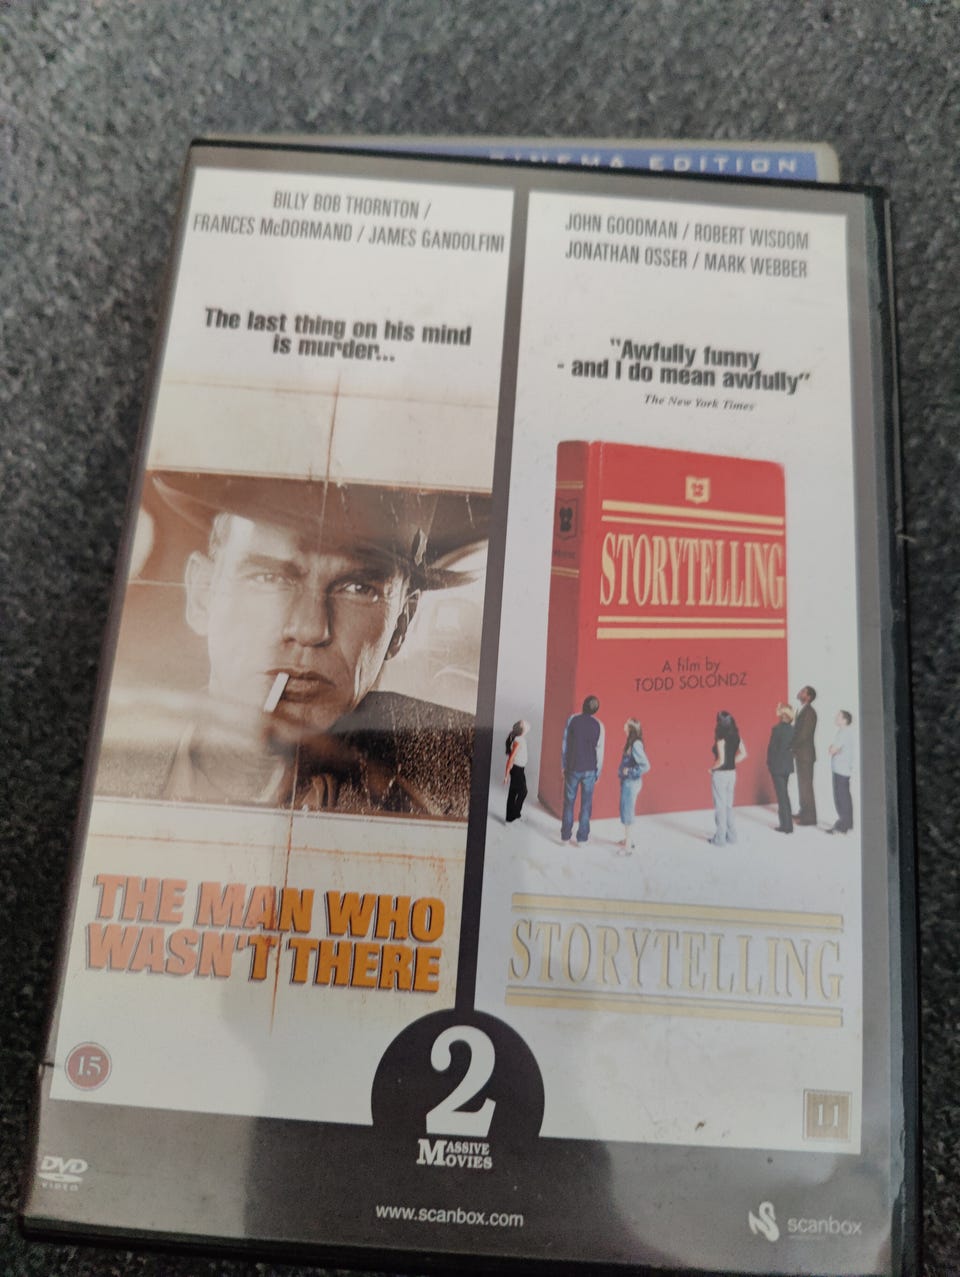 CINEMA EDITION
BILLY BOB THORNTON /
FRANCES McDORMAND / JAMES GANDOLFINI
The last thing on his mind
is murder...
THE MAN WHO
WASN'T THERE
15
JOHN GOODMAN / ROBERT WISDOM
JONATHAN OSSER / MARK WEBBER
"Awfully funny
- and I do mean awfully"
The New York Times
STORYTELLING
A film by
TODD SOLONDZ
STORYTELLING
11
2
MASSIVE
MOVIES
DVD
VIDEO
www.scanbox.com
scanbox